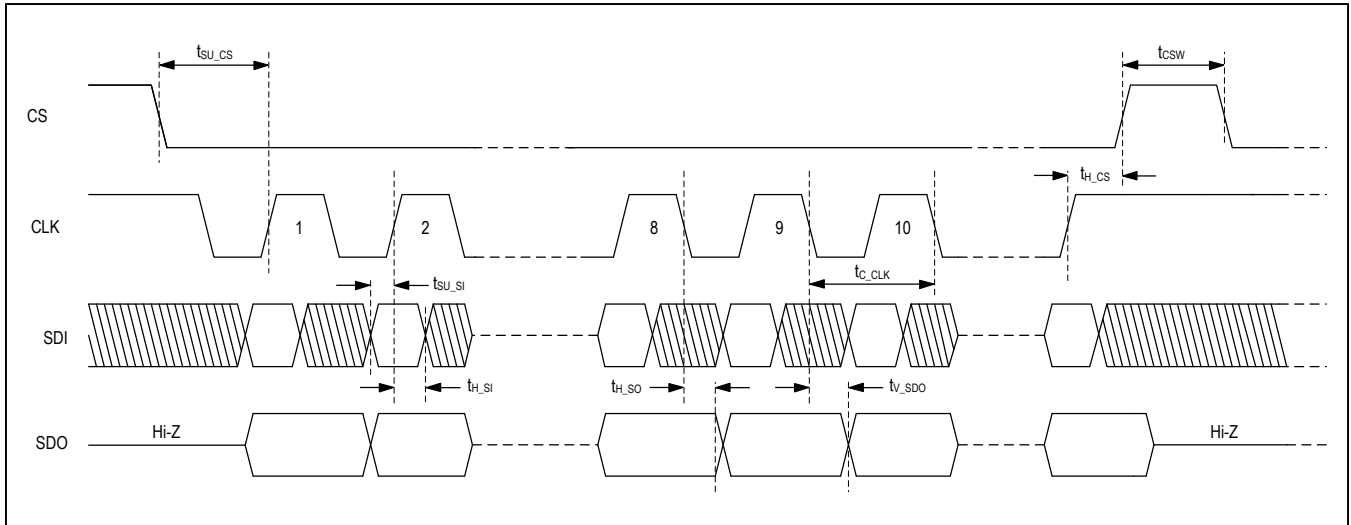 tSU_CS
tCSW
CS
tH_CS
CLK
1
2
8
9
10
tSU_SI
tC_CLK
SDI
tH_SI
tH_SO
tV_SDO
SDO
Hi-Z
Hi-Z